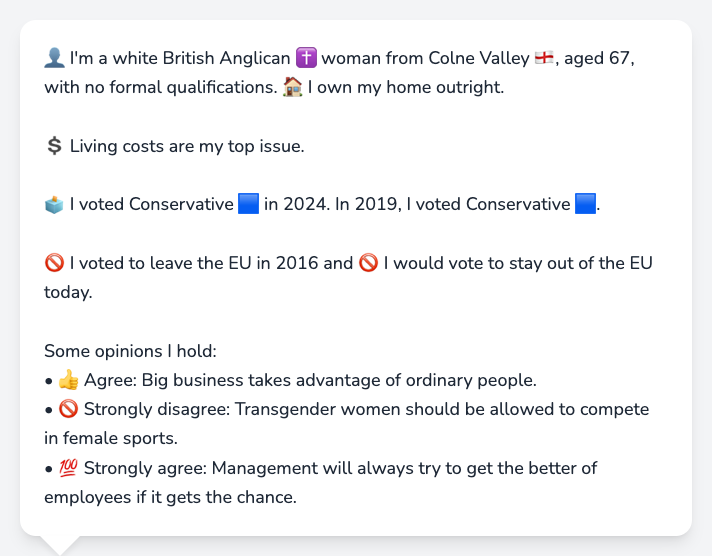 👤 I'm a white British Anglican ✝️ woman from Colne Valley 🏴󠁧󠁢󠁥󠁮󠁧󠁿, aged 67,
with no formal qualifications. 🏠 I own my home outright.
💲 Living costs are my top issue.
🗳️ I voted Conservative 🟦 in 2024. In 2019, I voted Conservative 🟦.
🚫 I voted to leave the EU in 2016 and 🚫 I would vote to stay out of the EU
today.
Some opinions I hold:
• 👍 Agree: Big business takes advantage of ordinary people.
• 🚫 Strongly disagree: Transgender women should be allowed to compete
in female sports.
• 💯 Strongly agree: Management will always try to get the better of
employees if it gets the chance.